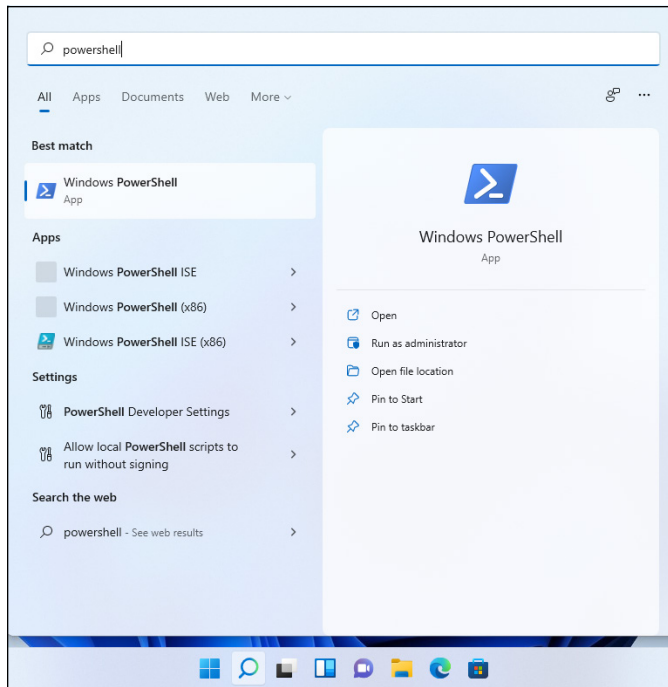 powershell
All Apps Documents Web More
Best match
Windows PowerShell
App
Apps
Windows PowerShell ISE
Windows PowerShell (x86)
Windows PowerShell ISE (x86)
Settings
PowerShell Developer Settings
Allow local PowerShell scripts to
run without signing
Search the web
powershell - See web results
Windows PowerShell
App
Open
Run as administrator
Open file location
Pin to Start
Pin to taskbar